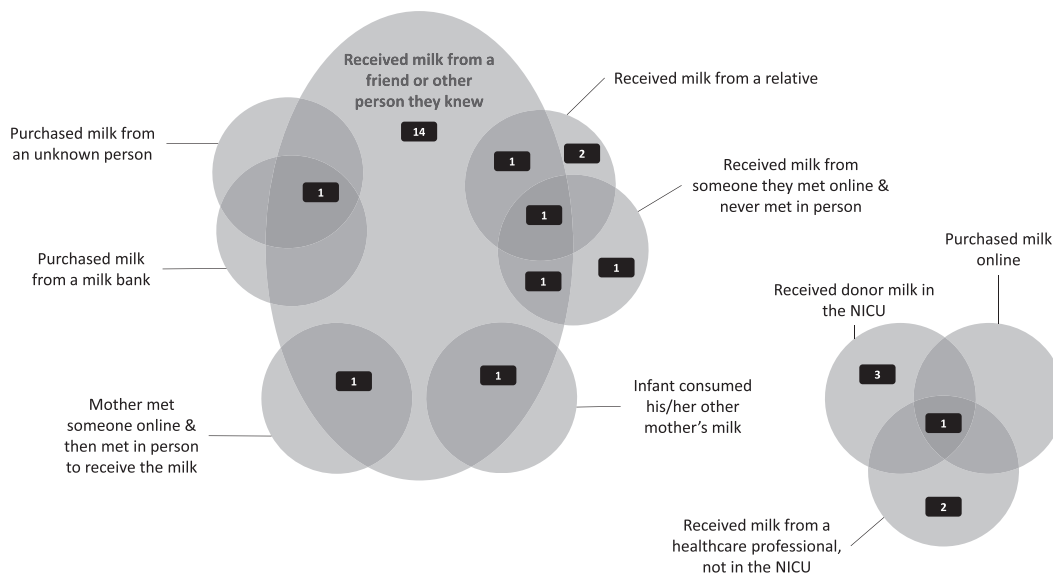 Received milk from a
friend or other
person they knew
14
Received milk from a relative
Purchased milk from
an unknown person
1
2
1
Received milk from
someone they met online &
never met in person
1
Purchased milk
from a milk bank
1
1
Purchased milk
online
Received donor milk in
the NICU
1
1
3
Infant consumed
his/her other
mother's milk
Mother met
someone online &
then met in person
to receive the milk
1
2
Received milk from a
healthcare professional,
not in the NICU